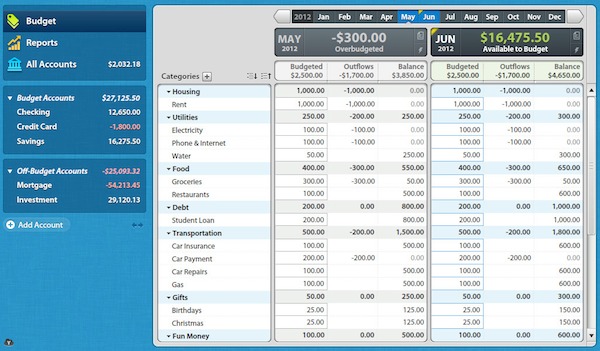 Budget
Reports
All Accounts $2,032.18
Budget Accounts $27,125.50
Checking 12,650.00
Credit Card -1,800.00
Savings 16,275.50
Off-Budget Accounts -$25,093.32
Mortgage -54,213.45
Investment 29,120.13
Add Account
2012 Jan Feb Mar Apr May Jun Jul Aug Sep Oct Nov Dec
MAY 2012 -$300.00 Overbudgeted
JUN 2012 $16,475.50 Available to Budget
Categories
Budgeted Outflows Balance Budgeted Outflows Balance
$2,500.00 -$1,700.00 $3,850.00 $2,500.00 -$1,700.00 $4,650.00
Housing 1,000.00 -1,000.00 0.00 1,000.00 -1,000.00 0.00
Rent 1,000.00 -1,000.00 0.00 1,000.00 -1,000.00 0.00
Utilities 250.00 -200.00 250.00 250.00 -200.00 300.00
Electricity 100.00 -100.00 0.00 100.00 -100.00 0.00
Phone & Internet 100.00 -100.00 0.00 100.00 -100.00 0.00
Water 50.00 250.00 50.00 300.00
Food 400.00 -300.00 550.00 400.00 -300.00 650.00
Groceries 300.00 -300.00 50.00 300.00 -300.00 50.00
Restaurants 100.00 500.00 100.00 600.00
Debt 200.00 0.00 800.00 200.00 0.00 1,000.00
Student Loan 200.00 800.00 200.00 1,000.00
Transportation 500.00 -200.00 1,500.00 500.00 -200.00 1,800.00
Car Insurance 100.00 500.00 100.00 600.00
Car Payment 200.00 -200.00 0.00 200.00 -200.00 0.00
Car Repairs 100.00 500.00 100.00 600.00
Gas 100.00 500.00 100.00 600.00
Gifts 50.00 0.00 250.00 50.00 0.00 300.00
Birthdays 25.00 125.00 25.00 150.00
Christmas 25.00 125.00 25.00 150.00
Fun Money 100.00 0.00 500.00 100.00 0.00 600.00